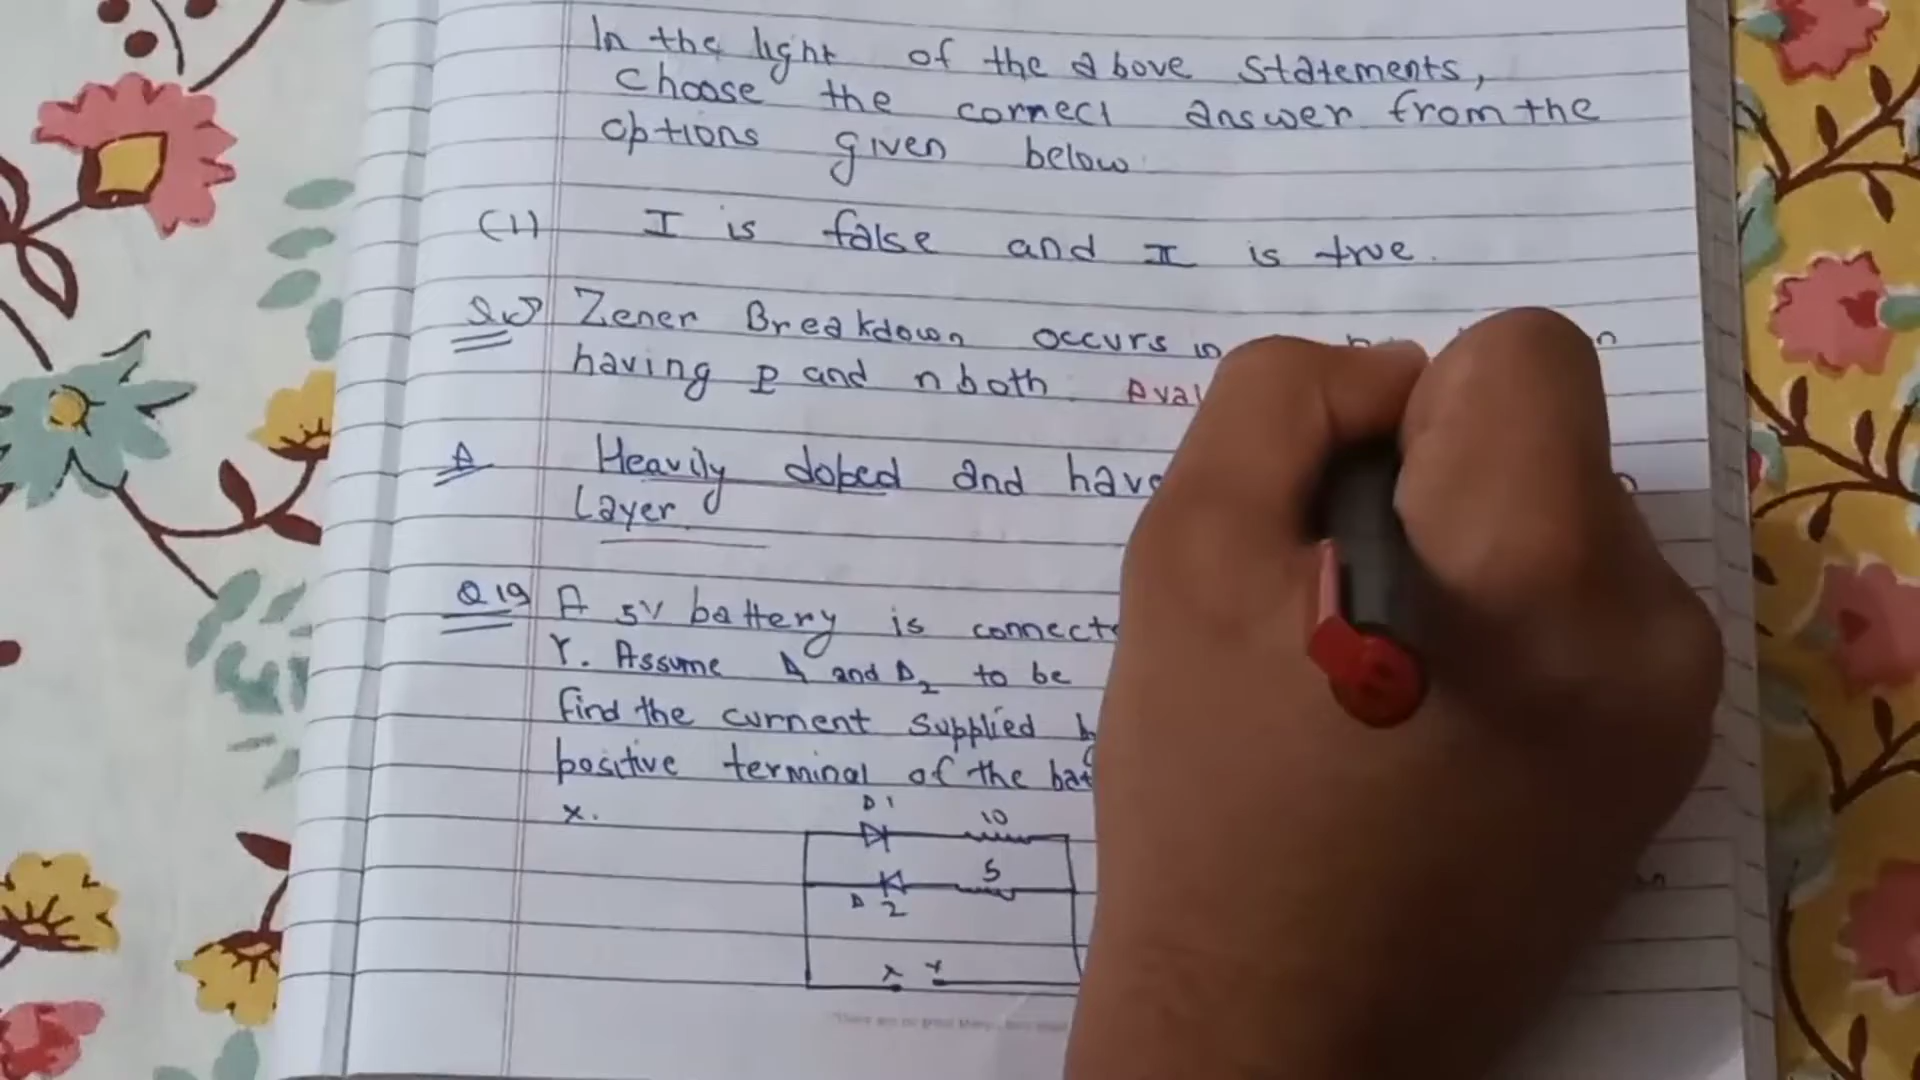 In the light of the above statements,
choose the correct answer from the
options given below.
(1) I is false and II is true.
Zener Breakdown occurs in
having p and n both. Aval
A Heavily doped and have
Layer.
Q19 A 5V battery is connect
Y. Assume D and D2 to be
find the current supplied b
positive terminal of the bat
x.
D1 10
5
D2
X Y